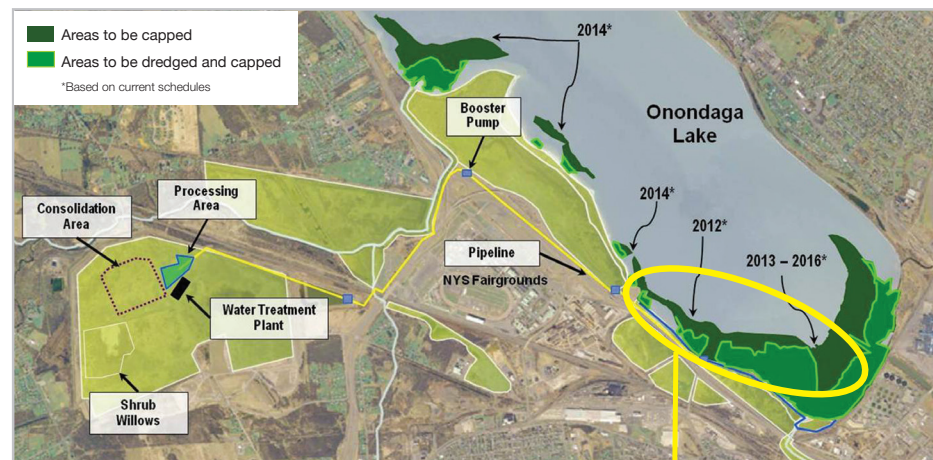 Areas to be capped
Areas to be dredged and capped
*Based on current schedules
2014*
Booster
Pump
Onondaga
Lake
Processing
Area
Consolidation
Area
2014*
2012*
Pipeline
2013 – 2016*
NYS Fairgrounds
Water Treatment
Plant
Shrub
Willows